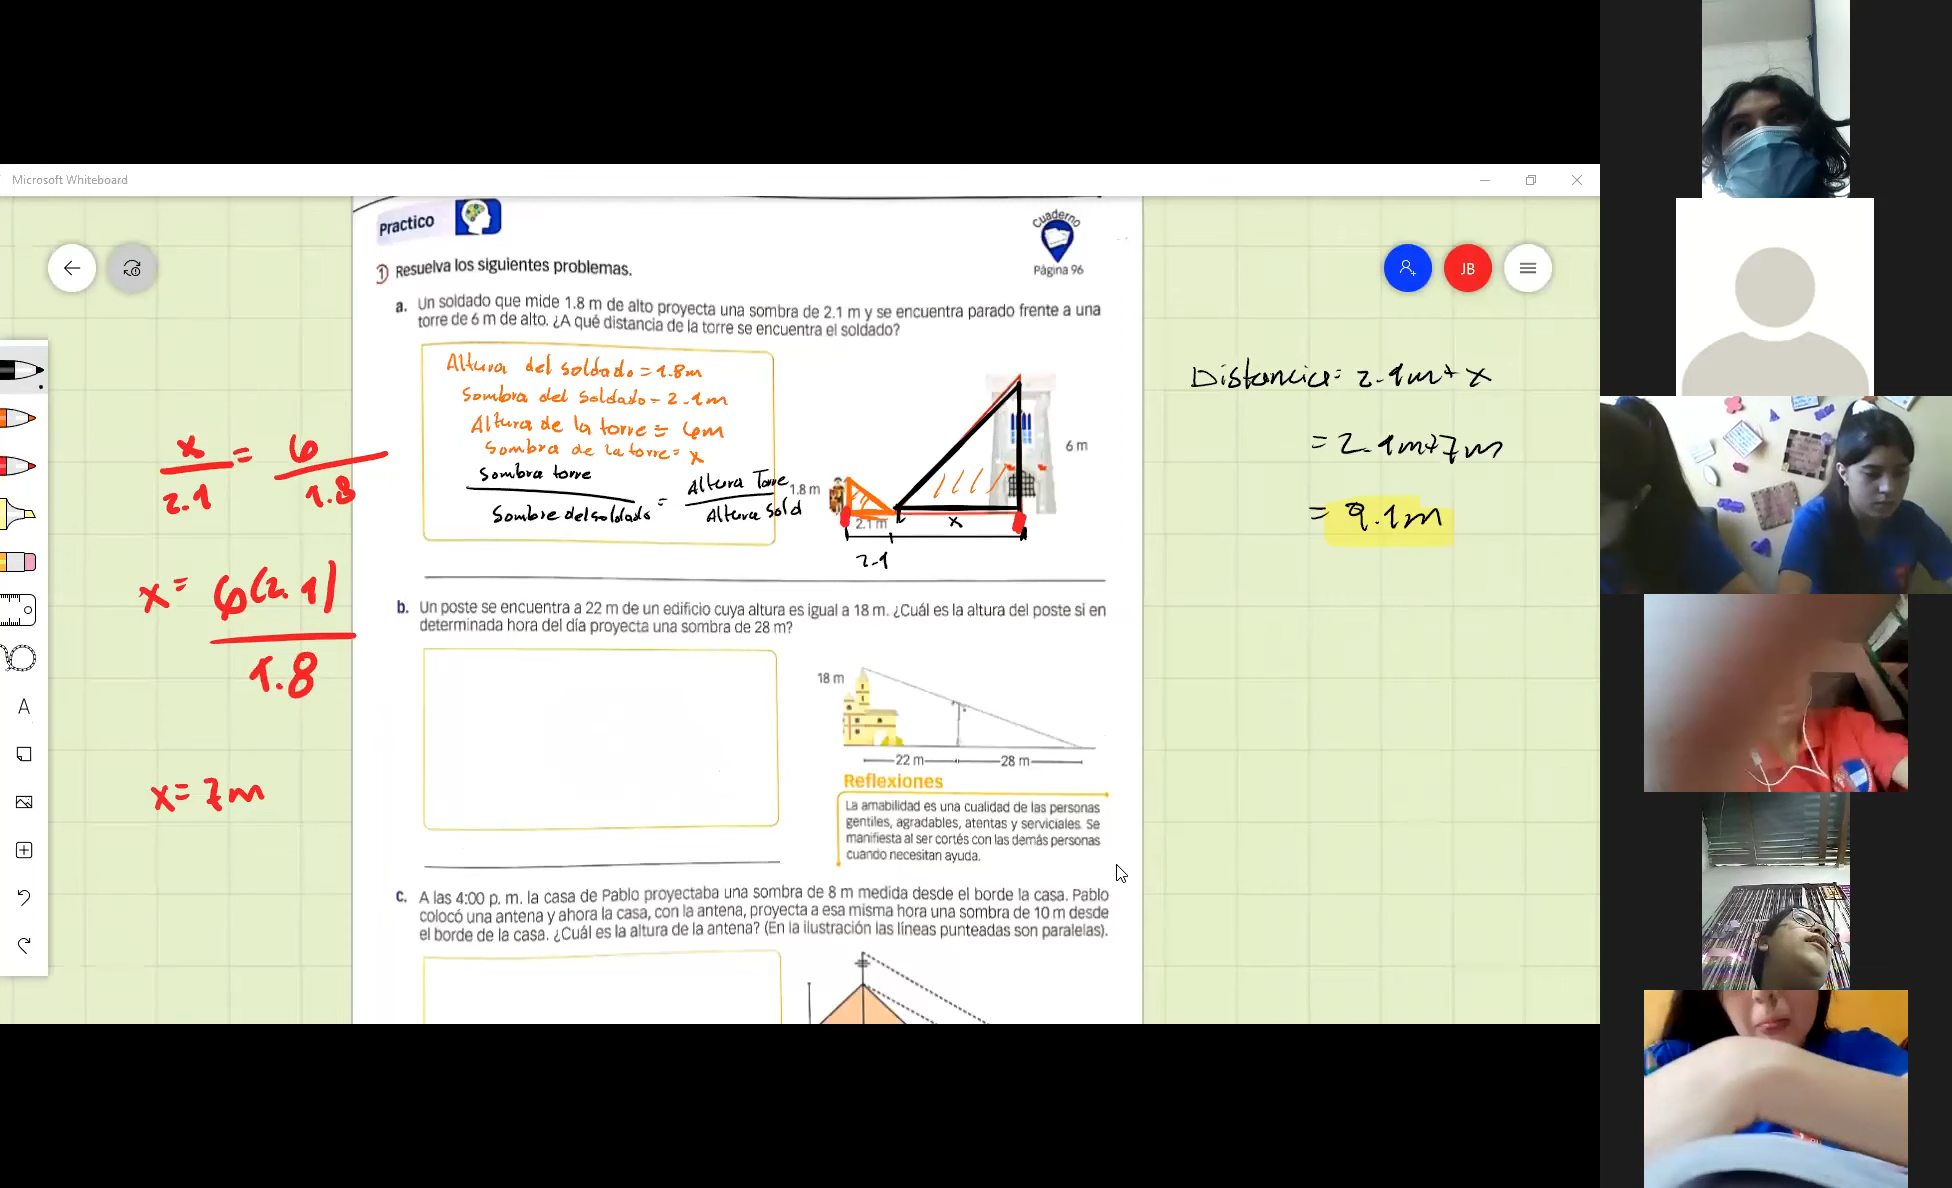 Microsoft Whiteboard
Practico
Cuaderno
Página 96
JB
1) Resuelva los siguientes problemas.
a. Un soldado que mide 1.8 m de alto proyecta una sombra de 2.1 m y se encuentra parado frente a una
torre de 6 m de alto. ¿A qué distancia de la torre se encuentra el soldado?
Altura del soldado = 1.8m
Sombra del soldado = 2.1m
Altura de la torre = 6m
Sombra de la torre = x
Sombra torre
Sombra del soldado
=
Altura Torre
Altura Sold
1.8 m
2.1 m
x
6 m
2.1
x/2.1 = 6/1.8
x = 6(2.1)
1.8
x = 7m
Distancia = 2.1m + x
= 2.1m + 7m
= 9.1m
b. Un poste se encuentra a 22 m de un edificio cuya altura es igual a 18 m. ¿Cuál es la altura del poste si en
determinada hora del día proyecta una sombra de 28 m?
18 m
22 m
28 m
Reflexiones
La amabilidad es una cualidad de las personas
gentiles, agradables, atentas y serviciales. Se
manifiesta al ser cortés con las demás personas
cuando necesitan ayuda.
c. A las 4:00 p. m. la casa de Pablo proyectaba una sombra de 8 m medida desde el borde la casa. Pablo
colocó una antena y ahora la casa, con la antena, proyecta a esa misma hora una sombra de 10 m desde
el borde de la casa. ¿Cuál es la altura de la antena? (En la ilustración las líneas punteadas son paralelas).
A